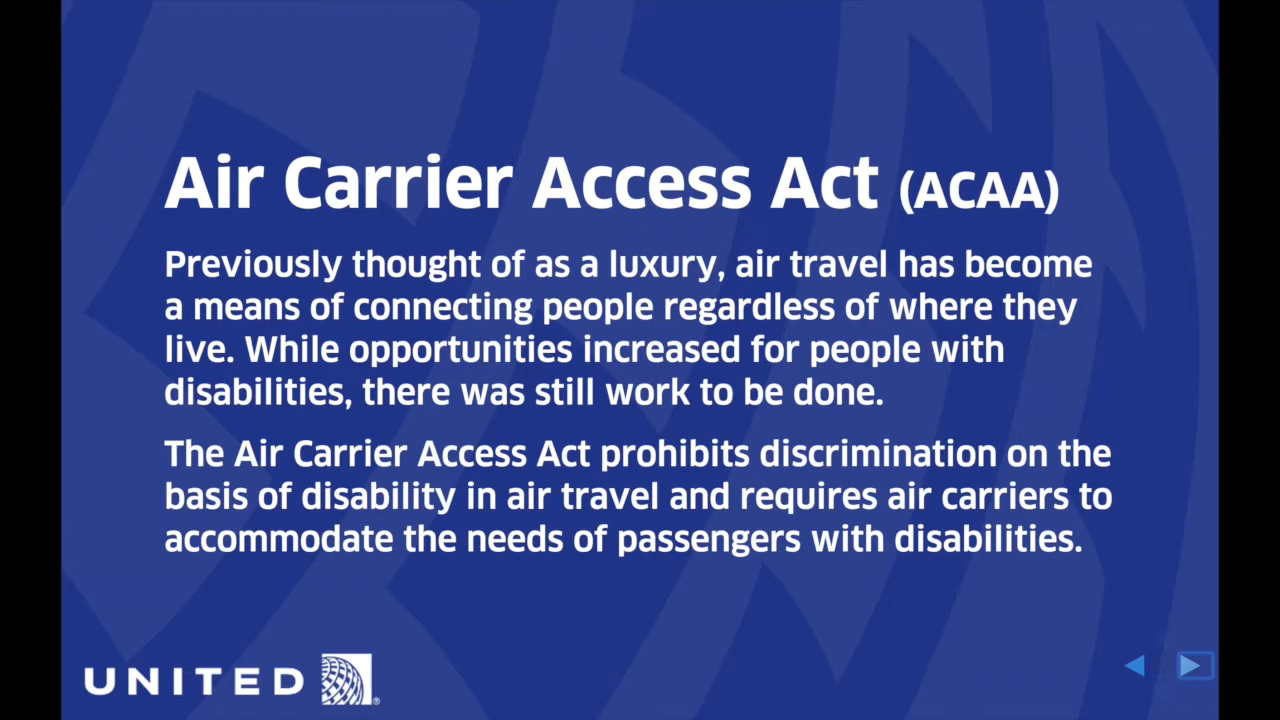 Air Carrier Access Act (ACAA)
Previously thought of as a luxury, air travel has become
a means of connecting people regardless of where they
live. While opportunities increased for people with
disabilities, there was still work to be done.
The Air Carrier Access Act prohibits discrimination on the
basis of disability in air travel and requires air carriers to
accommodate the needs of passengers with disabilities.
UNITED ®